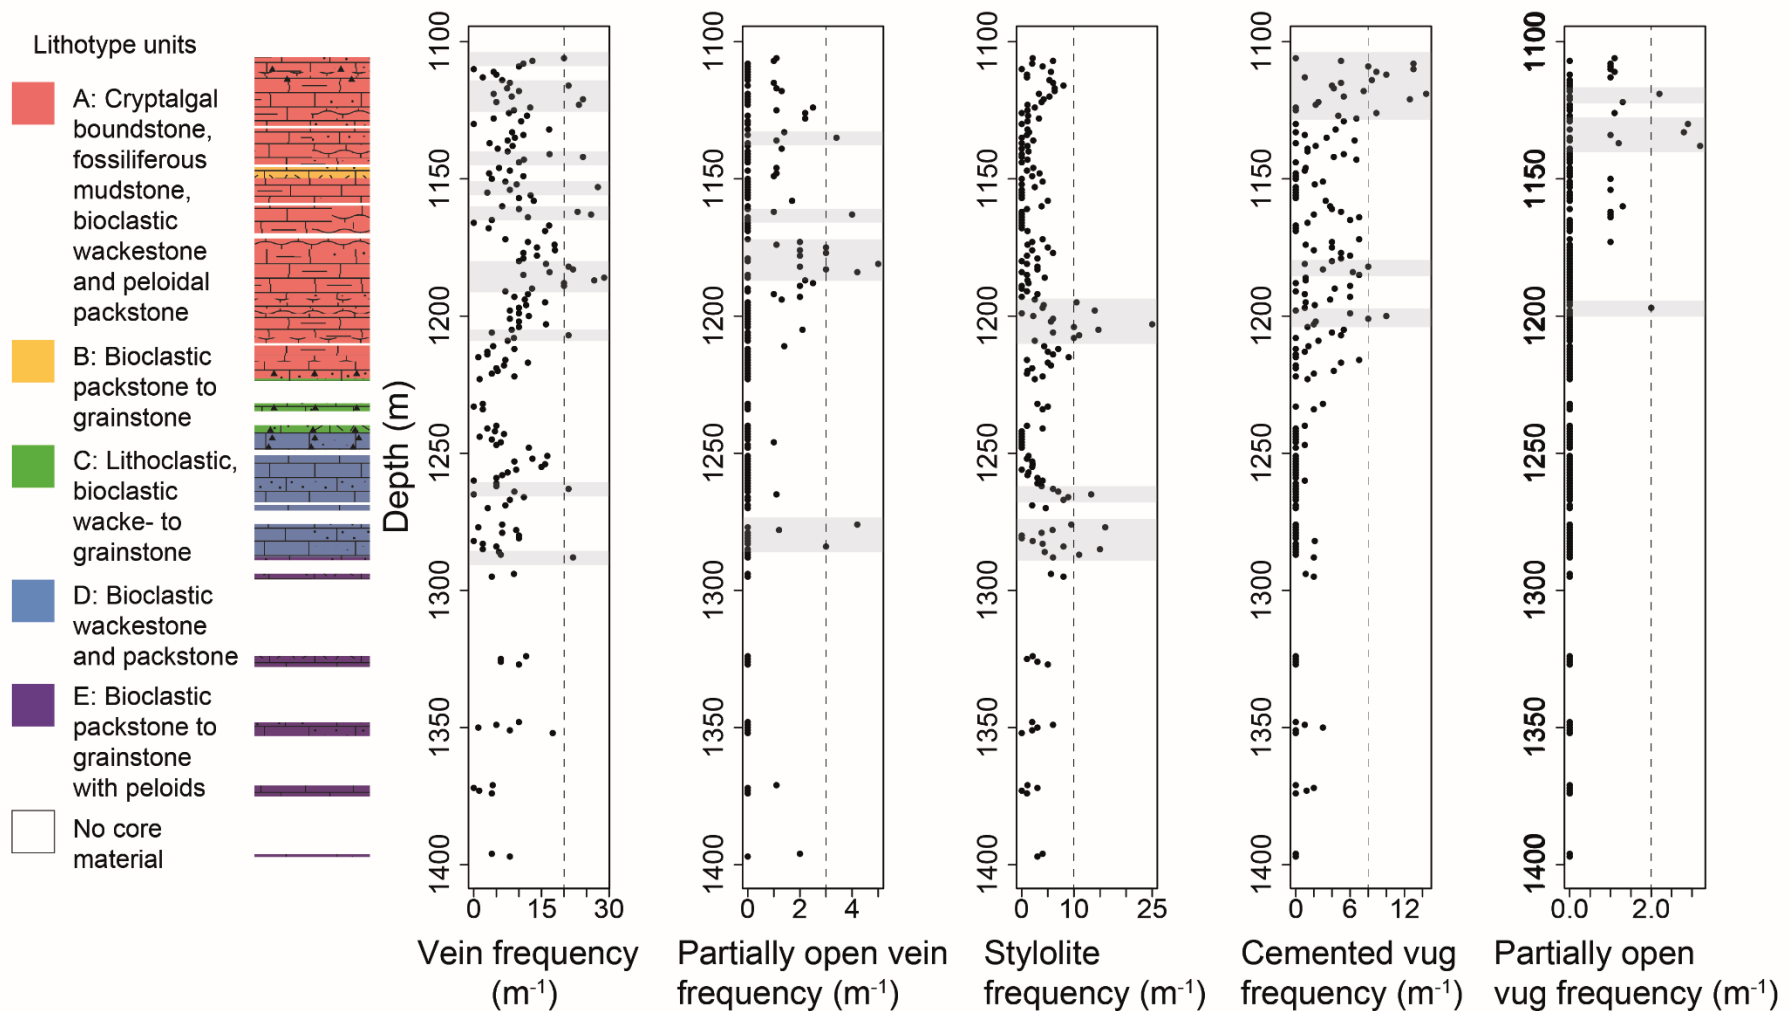 Lithotype units
A: Cryptalgal
boundstone,
fossiliferous
mudstone,
bioclastic
wackestone
and peloidal
packstone
B: Bioclastic
packstone to
grainstone
C: Lithoclastic,
bioclastic
wacke- to
grainstone
D: Bioclastic
wackestone
and packstone
E: Bioclastic
packstone to
grainstone
with peloids
No core
material
Depth (m)
1100
1150
1200
1250
1300
1350
1400
0 15 30
Vein frequency
(m-1)
1100
1150
1200
1250
1300
1350
1400
0 2 4
Partially open vein
frequency (m-1)
1100
1150
1200
1250
1300
1350
1400
0 10 25
Stylolite
frequency (m-1)
1100
1150
1200
1250
1300
1350
1400
0 6 12
Cemented vug
frequency (m-1)
1100
1150
1200
1250
1300
1350
1400
0.0 2.0
Partially open
vug frequency (m-1)